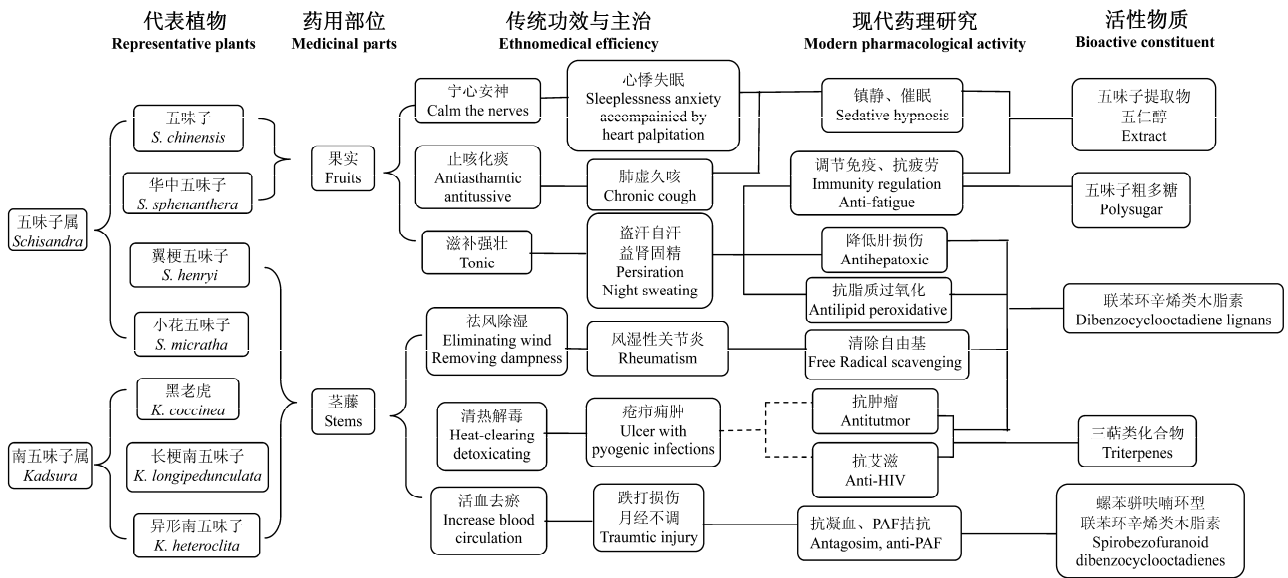 代表植物
Representative plants
药用部位
Medicinal parts
传统功效与主治
Ethnomedical efficiency
现代药理研究
Modern pharmacological activity
活性物质
Bioactive constituent
五味子属
Schisandra
南五味子属
Kadsura
五味子
S. chinensis
华中五味子
S. sphenanthera
翼梗五味子
S. henryi
小花五味子
S. micratha
黑老虎
K. coccinea
长梗南五味子
K. longipedunculata
异形南五味子
K. heteroclita
果实
Fruits
茎藤
Stems
宁心安神
Calm the nerves
止咳化痰
Antiasthamtic
antitussive
滋补强壮
Tonic
祛风除湿
Eliminating wind
Removing dampness
清热解毒
Heat-clearing
detoxicating
活血去瘀
Increase blood
circulation
心悸失眠
Sleeplessness anxiety
accompainied by
heart palpitation
肺虚久咳
Chronic cough
盗汗自汗
益肾固精
Persiration
Night sweating
风湿性关节炎
Rheumatism
疮疖痈肿
Ulcer with
pyogenic infections
跌打损伤
月经不调
Traumtic injury
镇静、催眠
Sedative hypnosis
调节免疫、抗疲劳
Immunity regulation
Anti-fatigue
降低肝损伤
Antihepatoxic
抗脂质过氧化
Antilipid peroxidative
清除自由基
Free Radical scavenging
抗肿瘤
Antitutmor
抗艾滋
Anti-HIV
抗凝血、PAF拮抗
Antagosim, anti-PAF
五味子提取物
五仁醇
Extract
五味子粗多糖
Polysugar
联苯环辛烯类木脂素
Dibenzocyclooctadiene lignans
三萜类化合物
Triterpenes
螺苯骈呋喃环型
联苯环辛烯类木脂素
Spirobezofuranoid
dibenzocyclooctadienes